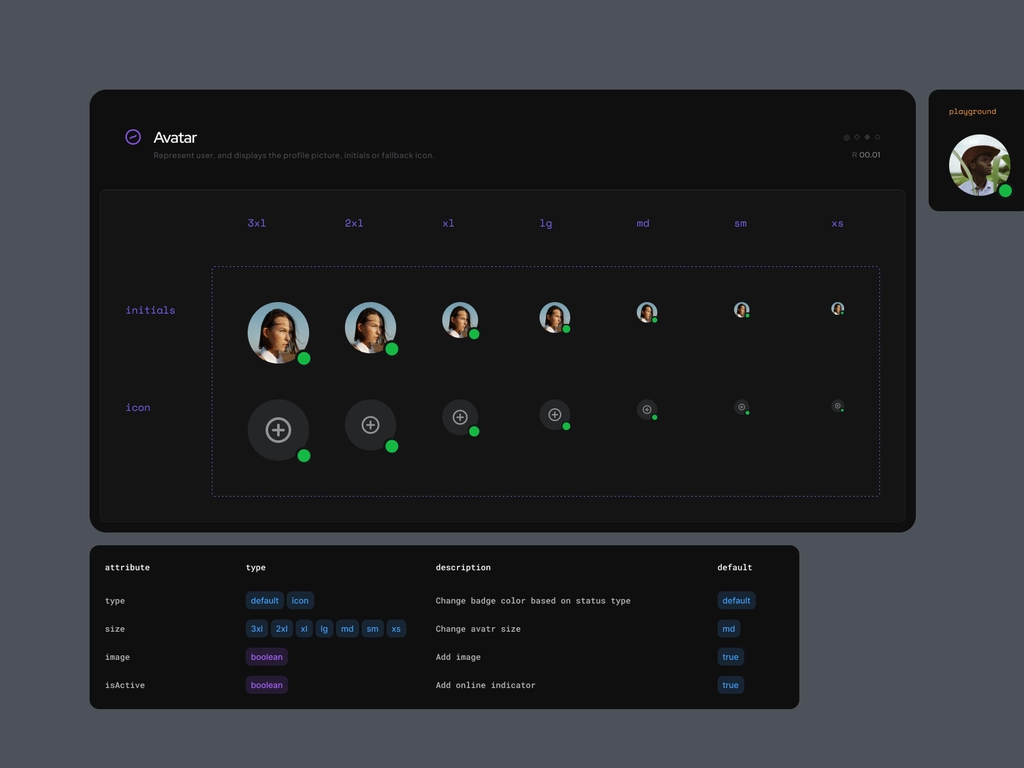 playground
Avatar
Represent user, and displays the profile picture, initials or fallback icon.
R 00.01
3xl 2xl xl lg md sm xs
initials
icon
attribute type description default
type default icon Change badge color based on status type default
size 3xl 2xl xl lg md sm xs Change avatr size md
image boolean Add image true
isActive boolean Add online indicator true